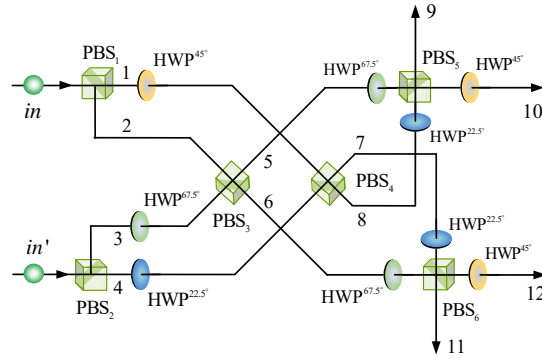 9
PBS₁
1
HWP⁴⁵°
HWP⁶⁷·⁵°
PBS₅
HWP⁴⁵°
in
10
2
5
7
HWP²²·⁵°
HWP⁶⁷·⁵°
PBS₃
6
PBS₄
8
HWP²²·⁵°
in'
3
4
PBS₂
HWP²²·⁵°
HWP⁶⁷·⁵°
HWP⁴⁵°
12
PBS₆
11